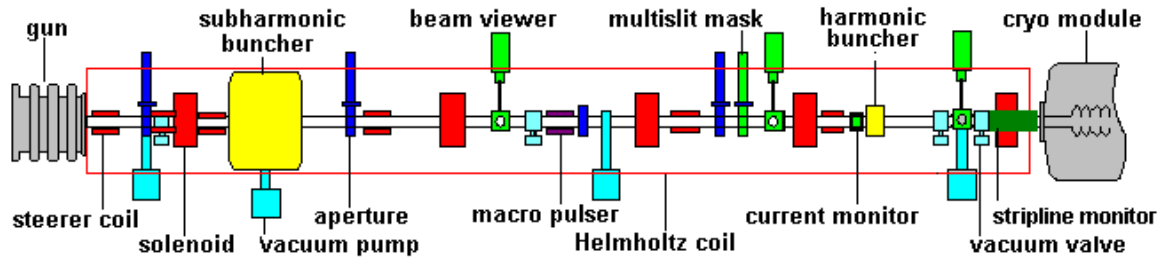 gun
subharmonic
buncher
beam viewer
multislit mask
harmonic
buncher
cryo module
steerer coil
solenoid
vacuum pump
aperture
macro pulser
Helmholtz coil
current monitor
stripline monitor
vacuum valve